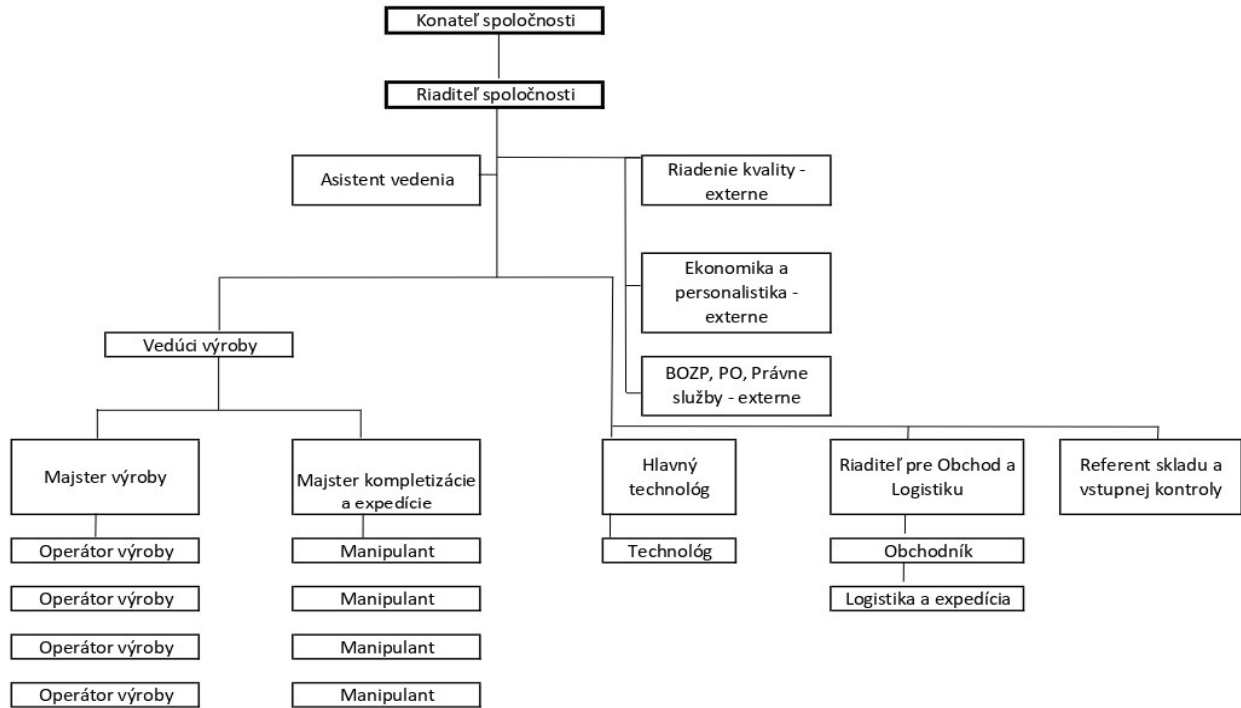 Konateľ spoločnosti
Riaditeľ spoločnosti
Asistent vedenia
Riadenie kvality -
externe
Ekonomika a
personalistika -
externe
Vedúci výroby
BOZP, PO, Právne
služby - externe
Majster výroby
Majster kompletizácie
a expedície
Hlavný
technológ
Riaditeľ pre Obchod a
Logistiku
Referent skladu a
vstupnej kontroly
Operátor výroby
Manipulant
Technológ
Obchodník
Operátor výroby
Manipulant
Logistika a expedícia
Operátor výroby
Manipulant
Operátor výroby
Manipulant